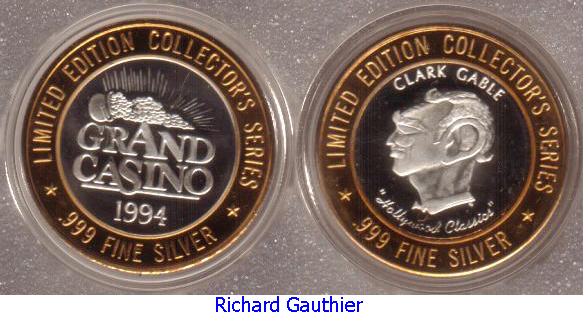 LIMITED EDITION COLLECTOR'S SERIES
GRAND
CASINO
1994
.999 FINE SILVER
LIMITED EDITION COLLECTOR'S SERIES
CLARK GABLE
"Hollywood Classics"
.999 FINE SILVER
Richard Gauthier